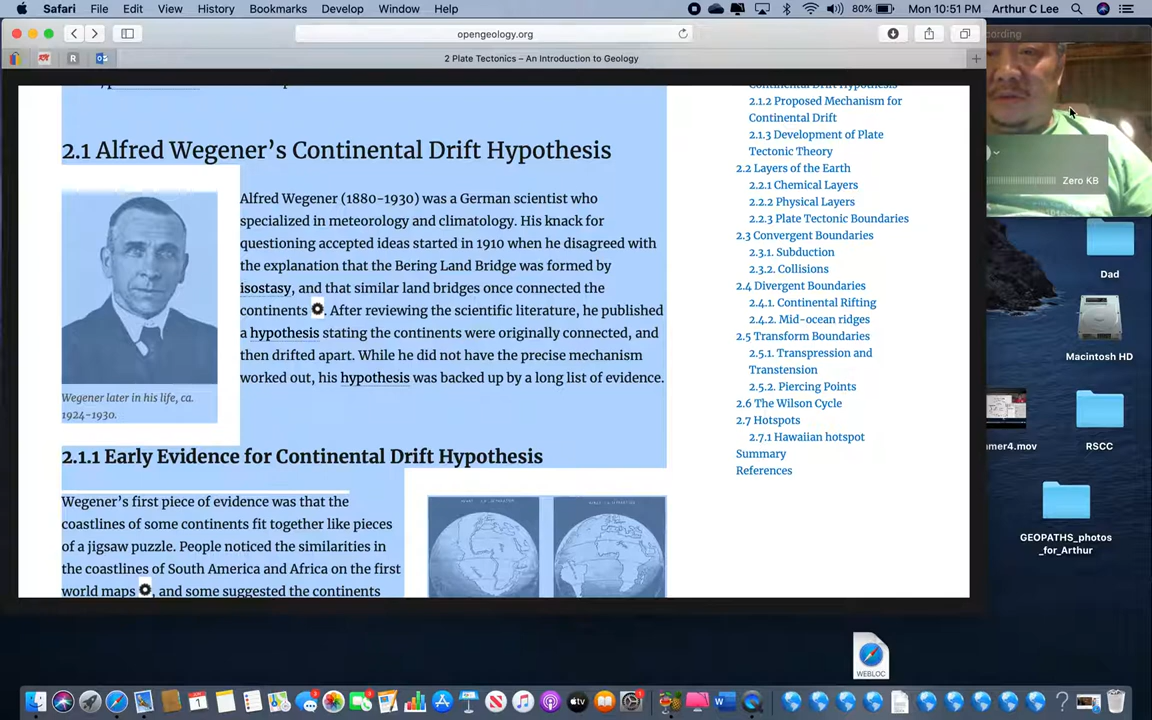 Safari File Edit View History Bookmarks Develop Window Help
80% Mon 10:51 PM Arthur C Lee
opengeology.org
2 Plate Tectonics – An Introduction to Geology
2.1 Alfred Wegener's Continental Drift Hypothesis
Alfred Wegener (1880-1930) was a German scientist who
specialized in meteorology and climatology. His knack for
questioning accepted ideas started in 1910 when he disagreed with
the explanation that the Bering Land Bridge was formed by
isostasy, and that similar land bridges once connected the
continents . After reviewing the scientific literature, he published
a hypothesis stating the continents were originally connected, and
then drifted apart. While he did not have the precise mechanism
worked out, his hypothesis was backed up by a long list of evidence.
Wegener later in his life, ca.
1924-1930.
2.1.1 Early Evidence for Continental Drift Hypothesis
Wegener's first piece of evidence was that the
coastlines of some continents fit together like pieces
of a jigsaw puzzle. People noticed the similarities in
the coastlines of South America and Africa on the first
world maps , and some suggested the continents
Continental Drift Hypothesis
2.1.2 Proposed Mechanism for
Continental Drift
2.1.3 Development of Plate
Tectonic Theory
2.2 Layers of the Earth
2.2.1 Chemical Layers
2.2.2 Physical Layers
2.2.3 Plate Tectonic Boundaries
2.3 Convergent Boundaries
2.3.1. Subduction
2.3.2. Collisions
2.4 Divergent Boundaries
2.4.1. Continental Rifting
2.4.2. Mid-ocean ridges
2.5 Transform Boundaries
2.5.1. Transpression and
Transtension
2.5.2. Piercing Points
2.6 The Wilson Cycle
2.7 Hotspots
2.7.1 Hawaiian hotspot
Summary
References
cording
Zero KB
Dad
Macintosh HD
mer4.mov
RSCC
GEOPATHS_photos
_for_Arthur
WEBLOC